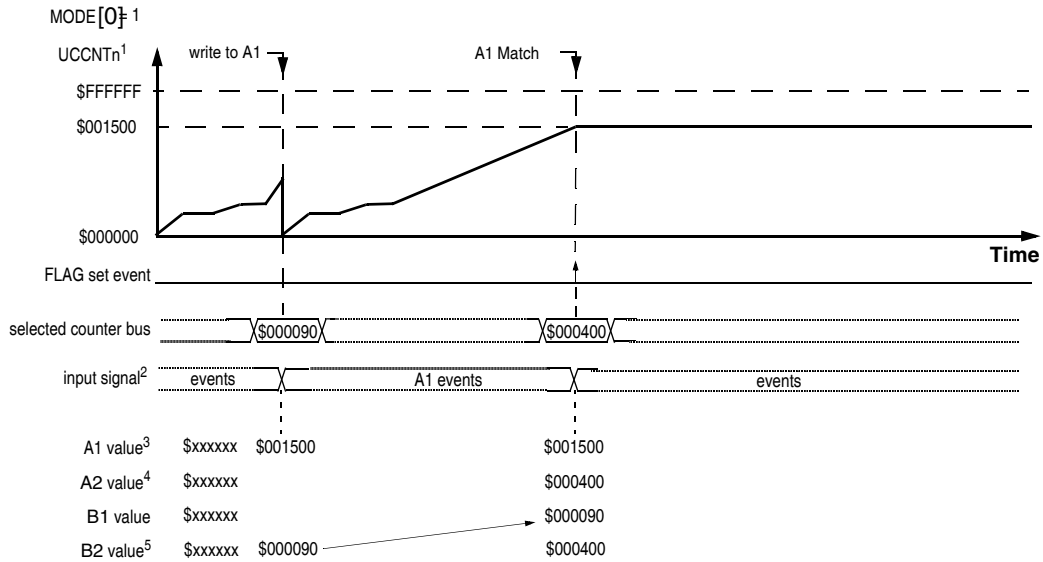 MODE[0]= 1
UCCNTn1 write to A1 A1 Match
$FFFFFF
$001500
$000000
Time
FLAG set event
selected counter bus $000090 $000400
input signal2 events A1 events events
A1 value3 $xxxxxx $001500 $001500
A2 value4 $xxxxxx $000400
B1 value $xxxxxx $000090
B2 value5 $xxxxxx $000090 $000400